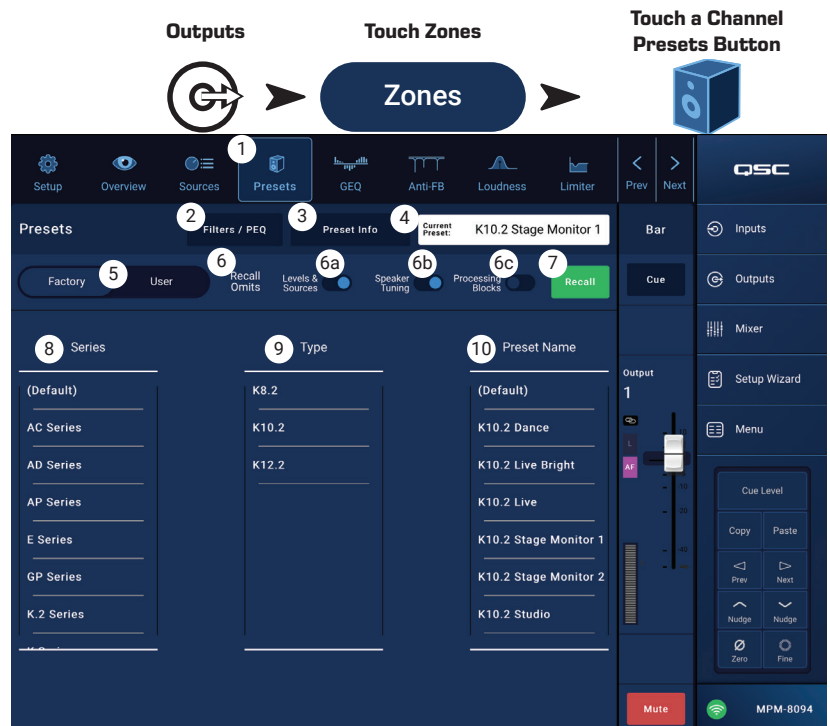 Outputs
Touch Zones
Touch a Channel
Presets Button
Zones
1
Setup
Overview
Sources
Presets
GEQ
Anti-FB
Loudness
Limiter
Prev
Next
QSC
Presets
2
Filters / PEQ
3
Preset Info
4
Current
Preset:
K10.2 Stage Monitor 1
Bar
Inputs
Factory
5
User
6
Recall
Omits
6a
Levels &
Sources
6b
Speaker
Tuning
6c
Processing
Blocks
7
Recall
Cue
Outputs
Mixer
8
Series
9
Type
10
Preset Name
(Default)
AC Series
AD Series
AP Series
E Series
GP Series
K.2 Series
K8.2
K10.2
K12.2
(Default)
K10.2 Dance
K10.2 Live Bright
K10.2 Live
K10.2 Stage Monitor 1
K10.2 Stage Monitor 2
K10.2 Studio
Output
1
L
AF
10
10
20
40
Mute
Setup Wizard
Menu
Cue Level
Copy
Paste
Prev
Next
Nudge
Nudge
Zero
Fine
MPM-8094